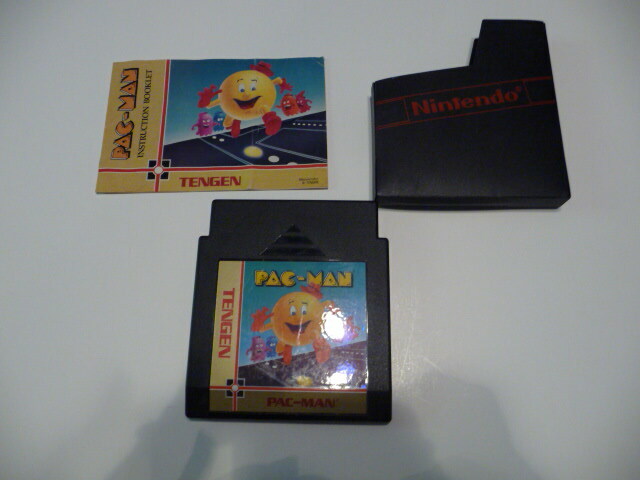 PAC-MAN
INSTRUCTION BOOKLET
TENGEN
Nintendo®
PAC-MAN
TENGEN
PAC-MAN